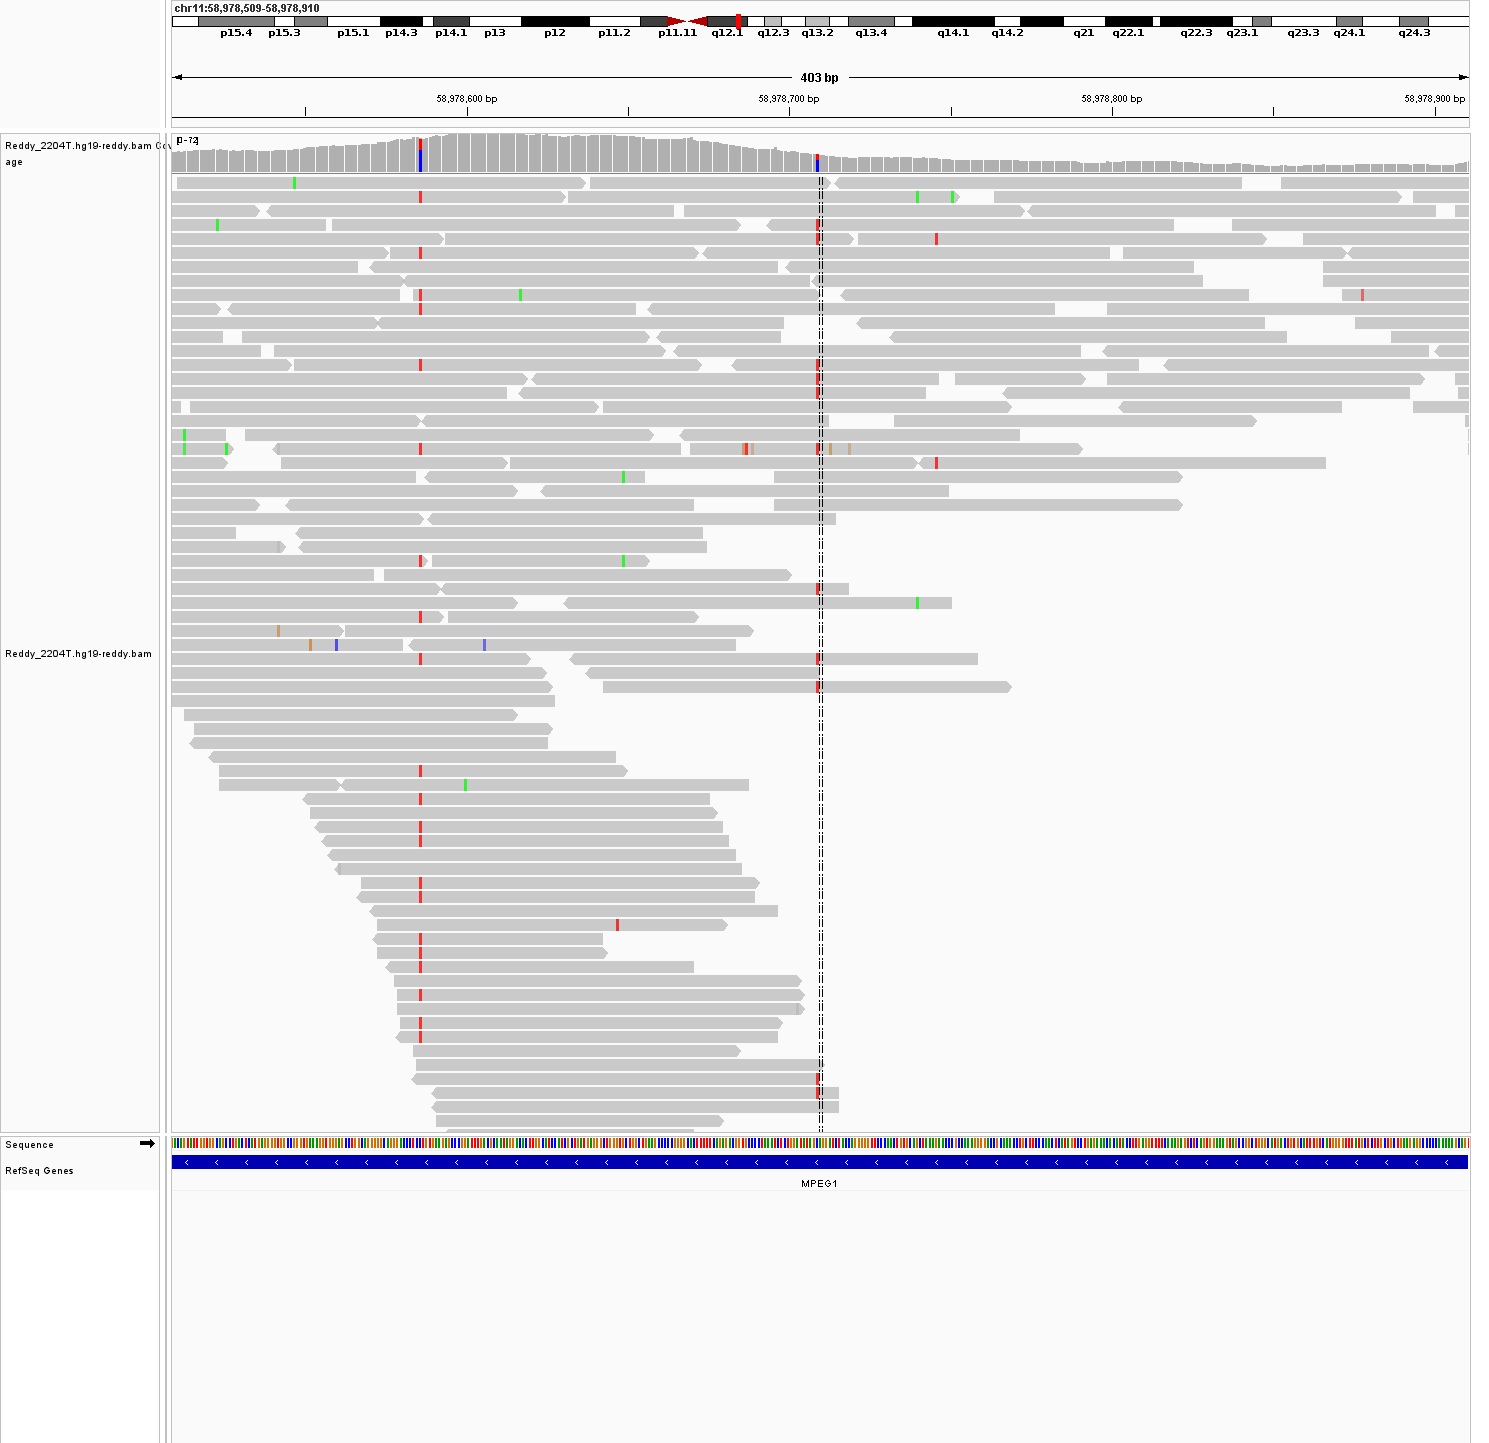 chr11:58,978,509-58,978,910
p15.4 p15.3 p15.1 p14.3 p14.1 p13 p12 p11.2 p11.11 q12.1 q12.3 q13.2 q13.4 q14.1 q14.2 q21 q22.1 q22.3 q23.1 q23.3 q24.1 q24.3
403 bp
58,978,600 bp 58,978,700 bp 58,978,800 bp 58,978,900 bp
[0-72]
Reddy_2204T.hg19-reddy.bam Cov
age
Reddy_2204T.hg19-reddy.bam
Sequence
RefSeq Genes
MPEG1